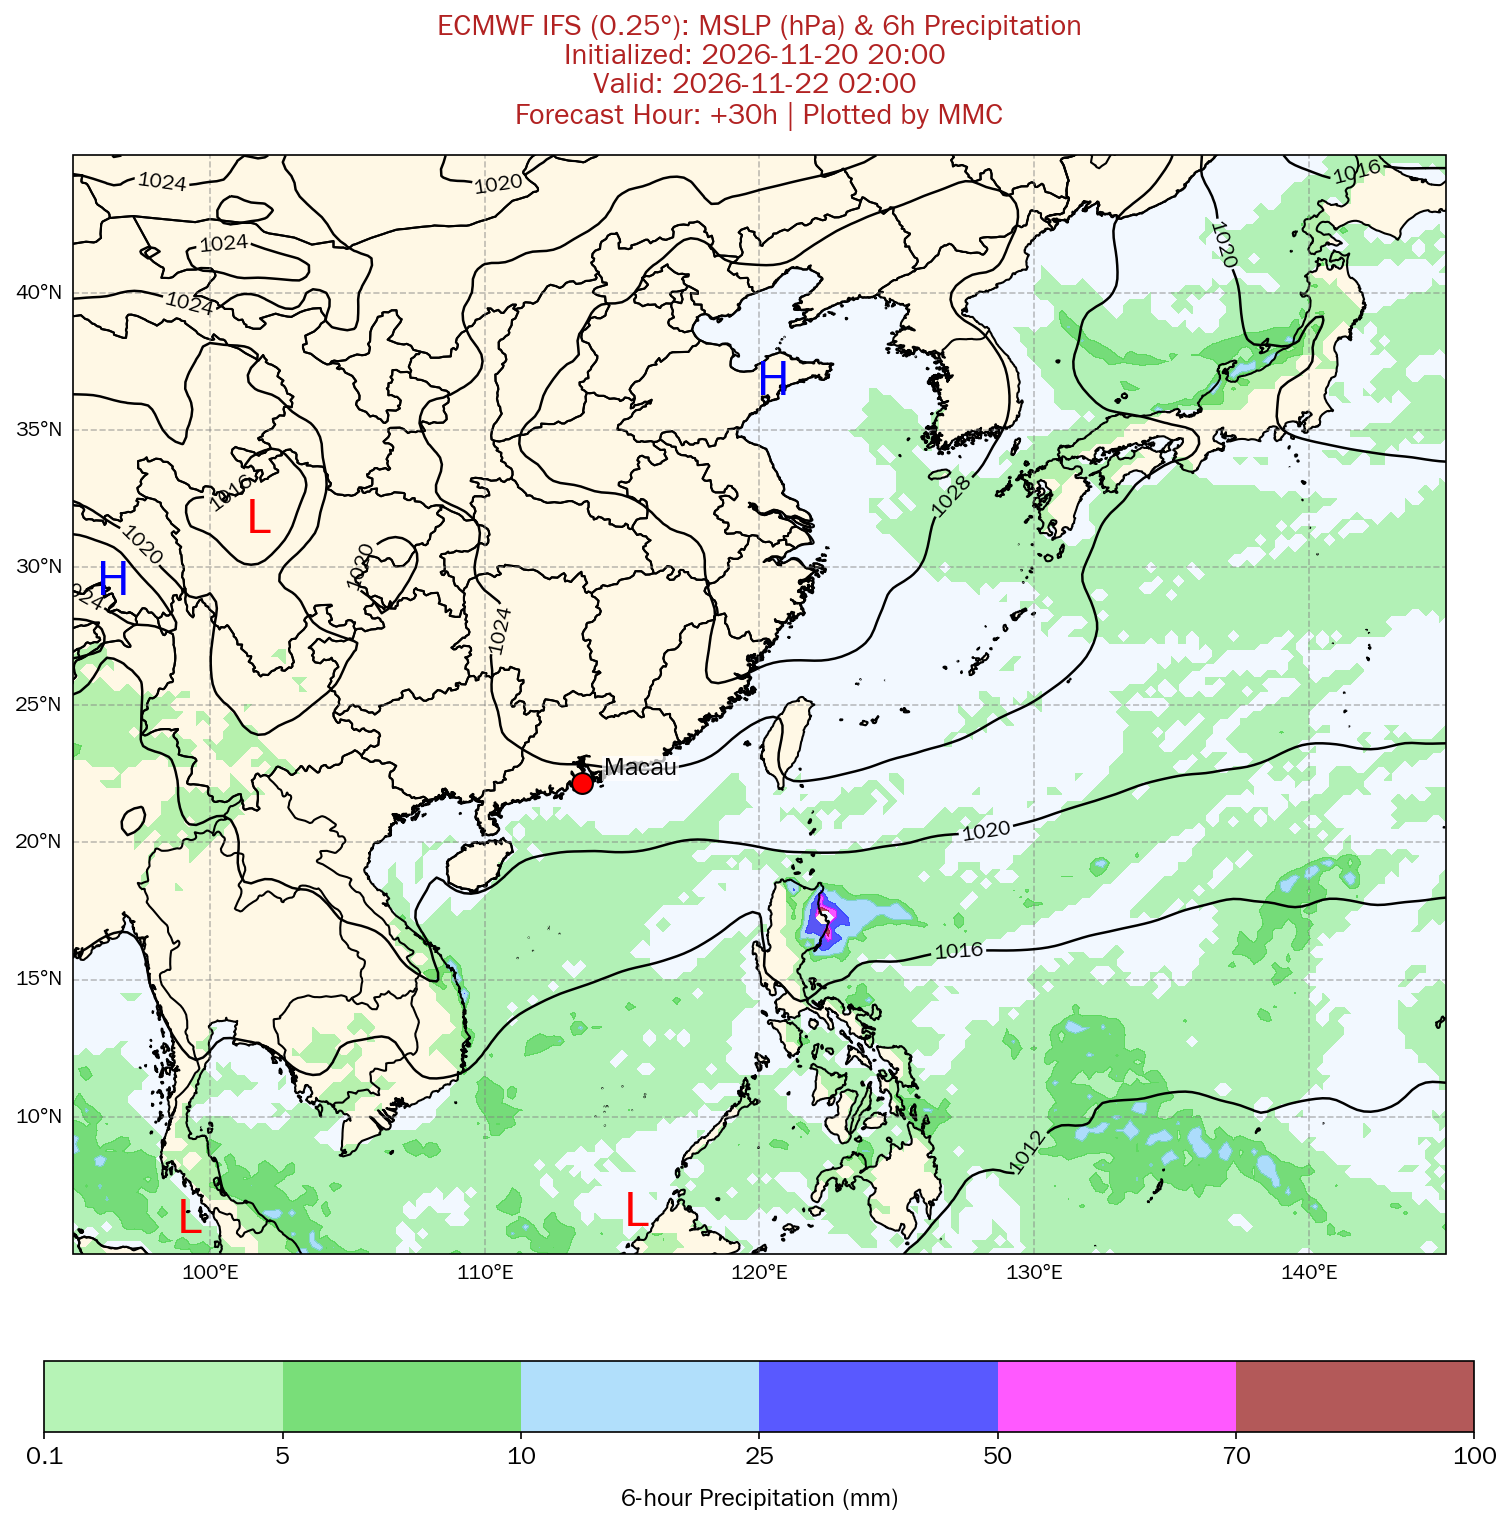 ECMWF IFS (0.25°): MSLP (hPa) & 6h Precipitation
Initialized: 2026-11-20 20:00
Valid: 2026-11-22 02:00
Forecast Hour: +30h | Plotted by MMC
1024
1020
1016
1024
1020
1024
40°N
H
35°N
1016
L
1028
1020
1020
30°N
H
024
1024
25°N
Macau
20°N
1020
1016
15°N
10°N
1012
L
L
100°E
110°E
120°E
130°E
140°E
0.1
5
10
25
50
70
100
6-hour Precipitation (mm)